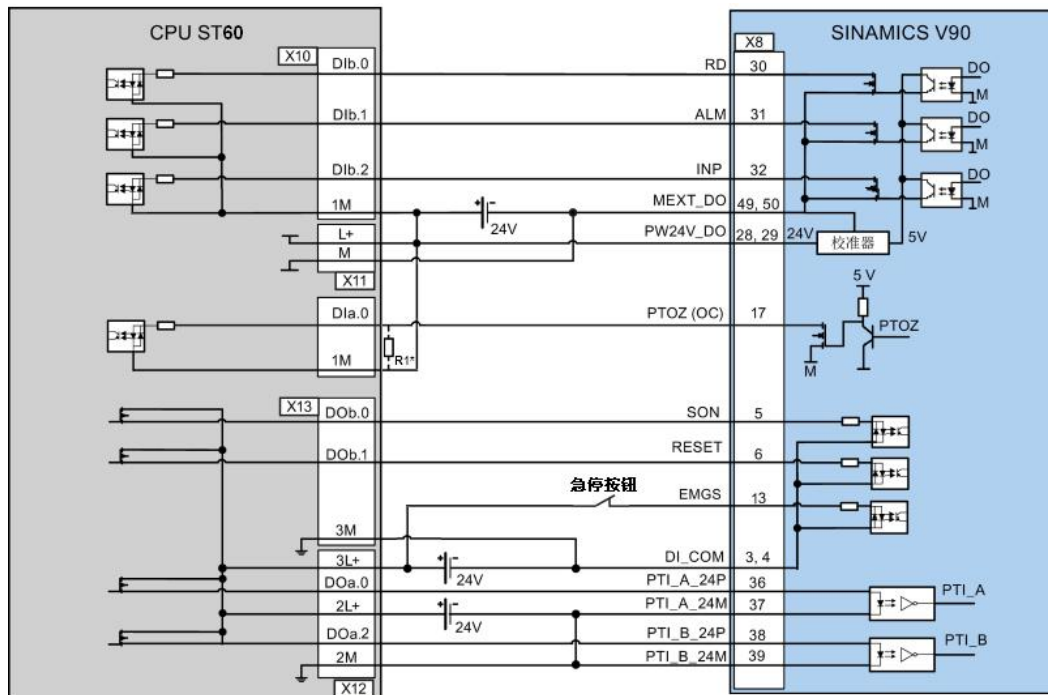 CPU ST60
SINAMICS V90
X10
X8
DIb.0
RD
30
DO
M
DIb.1
ALM
31
DO
M
DIb.2
INP
32
DO
M
1M
+
-
24V
MEXT_DO
49, 50
L+
PW24V_DO
28, 29
24V
校准器
5V
M
X11
5 V
DIa.0
PTOZ (OC)
17
PTOZ
R1*
1M
M
X13
DOb.0
SON
5
DOb.1
RESET
6
急停按钮
EMGS
13
3M
3L+
+
-
24V
DI_COM
3, 4
DOa.0
PTI_A_24P
36
PTI_A
2L+
+
-
24V
PTI_A_24M
37
DOa.2
PTI_B_24P
38
PTI_B
2M
PTI_B_24M
39
X12